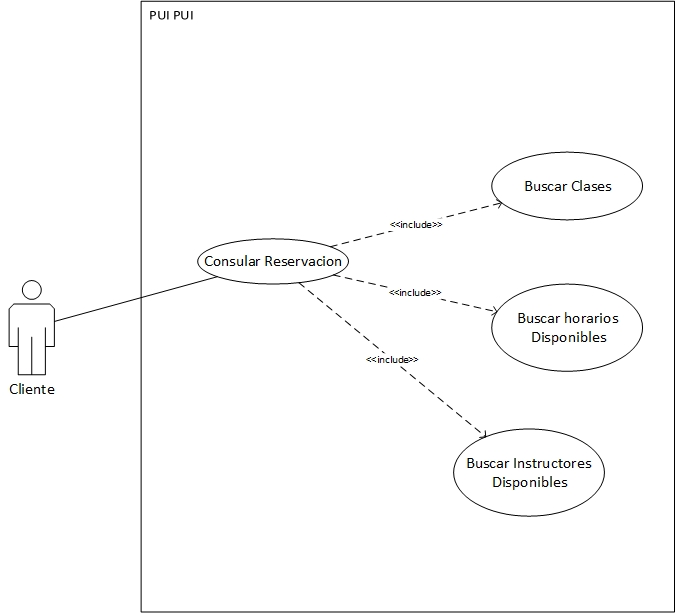 PUI PUI
Buscar Clases
<<include>>
Consular Reservacion
<<include>>
Buscar horarios
Disponibles
<<include>>
Cliente
Buscar Instructores
Disponibles